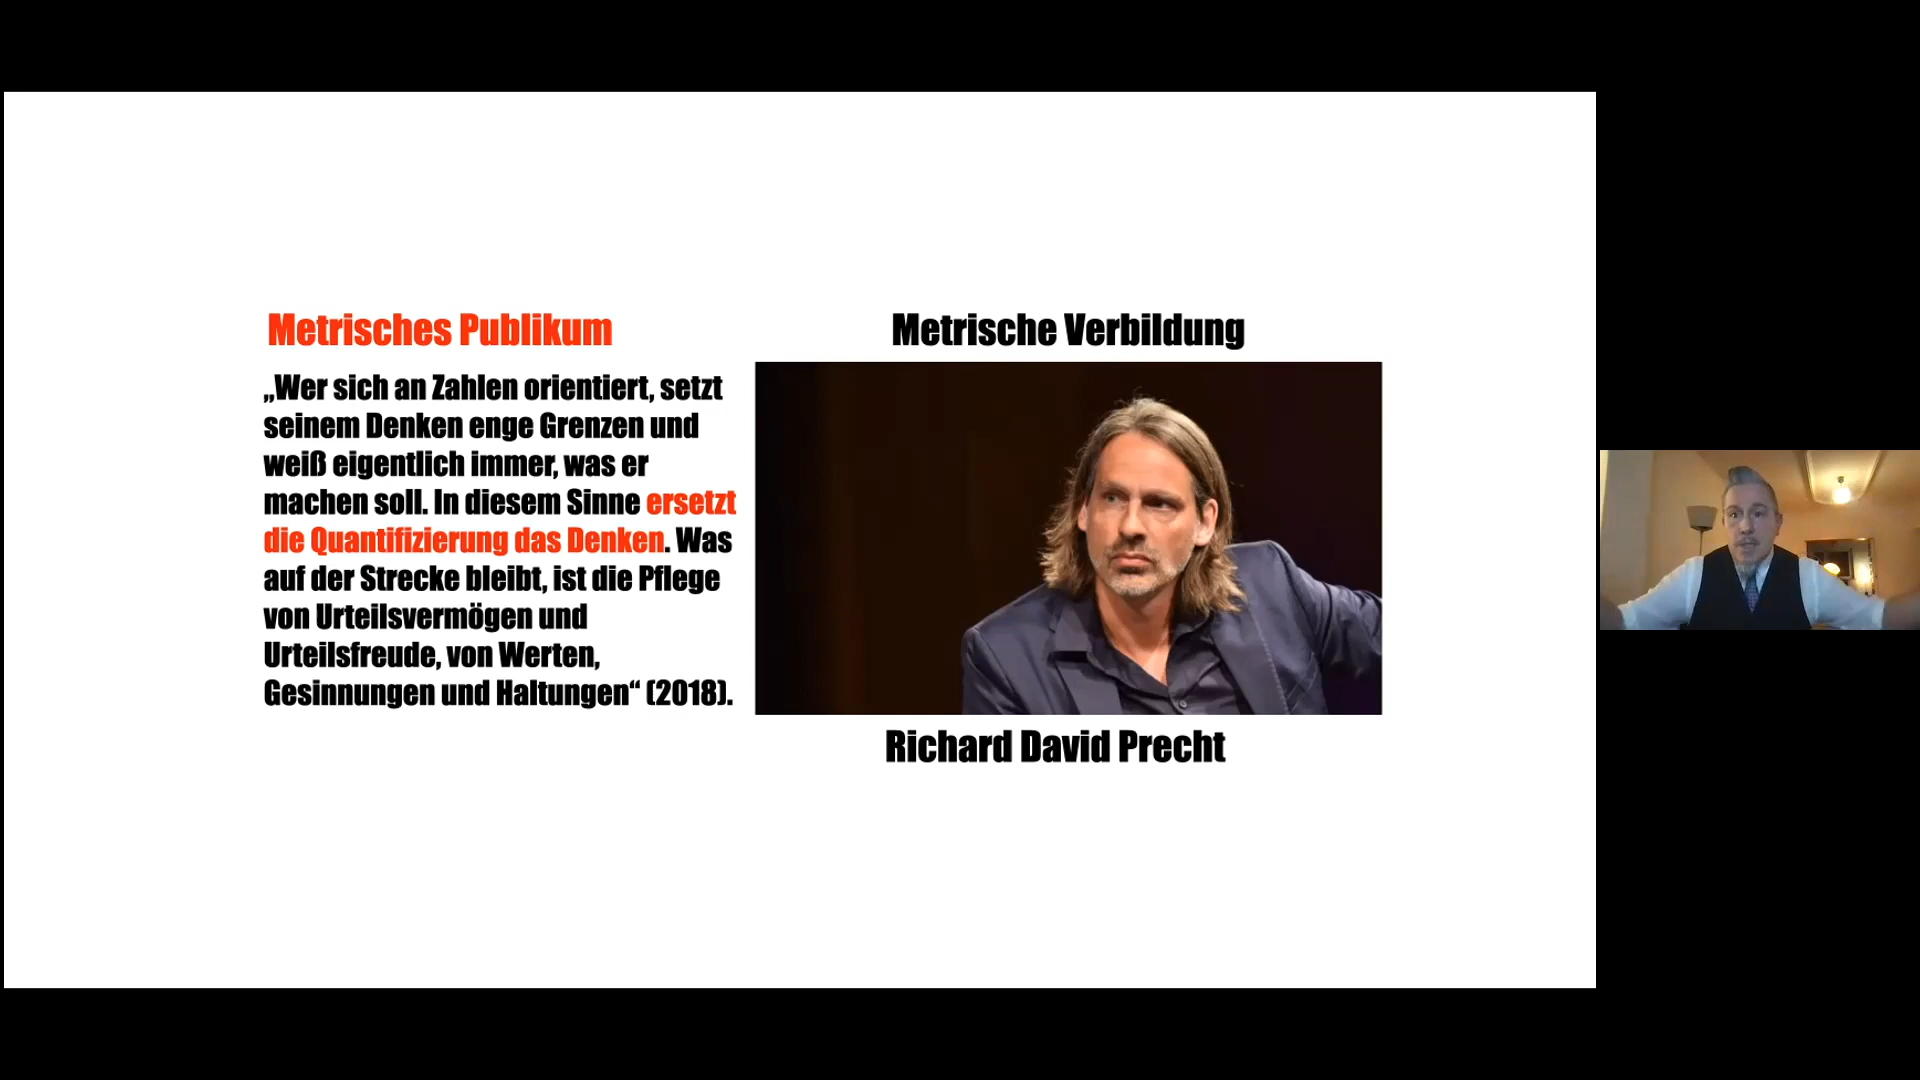 Metrisches Publikum
„Wer sich an Zahlen orientiert, setzt
seinem Denken enge Grenzen und
weiß eigentlich immer, was er
machen soll. In diesem Sinne ersetzt
die Quantifizierung das Denken. Was
auf der Strecke bleibt, ist die Pflege
von Urteilsvermögen und
Urteilsfreude, von Werten,
Gesinnungen und Haltungen“ (2018).
Metrische Verbildung
Richard David Precht